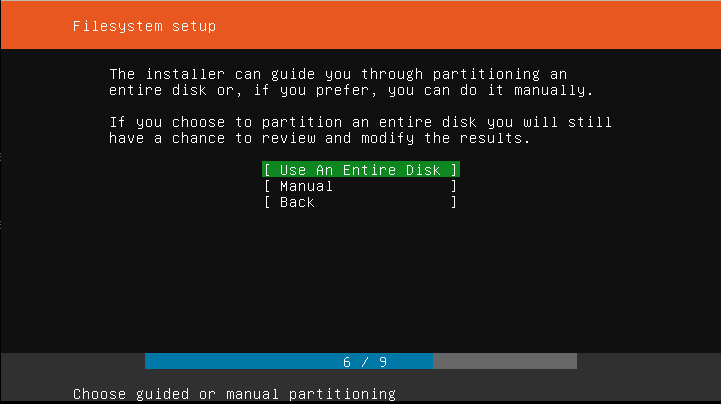 Filesystem setup
The installer can guide you through partitioning an
entire disk or, if you prefer, you can do it manually.
If you choose to partition an entire disk you will still
have a chance to review and modify the results.
[ Use An Entire Disk ]
[ Manual ]
[ Back ]
6 / 9
Choose guided or manual partitioning